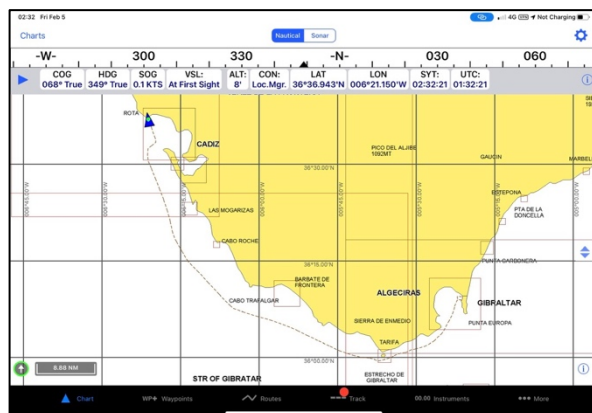 02:32 Fri Feb 5
4G Not Charging
Charts
Nautical Sonar
-W- 300 330 -N- 030 060
COG HDG SOG VSL: ALT: CON: LAT LON SYT: UTC:
068° True 349° True 0.1 KTS At First Sight 8' Loc.Mgr. 36°36.943'N 006°21.150'W 02:32:21 01:32:21
ROTA
CADIZ
PICO DEL ALJIBE
1092MT
GAUCIN
MARBEL
36°30.00'N
ESTEPONA
PTA DE LA
DONCELLA
LAS MOGARIZAS
CABO ROCHE
36°15.00'N
PUNTA CARBONERA
BARBATE DE
FRONTERA
CABO TRAFALGAR
ALGECIRAS
GIBRALTAR
SIERRA DE ENMEDIO
PUNTA EUROPA
TARIFA
36°00.00'N
8.88 NM
STR OF GIBRATAR
ESTRECHO DE
GIBRALTAR
Chart WP+ Waypoints Routes Track 00.00 Instruments More